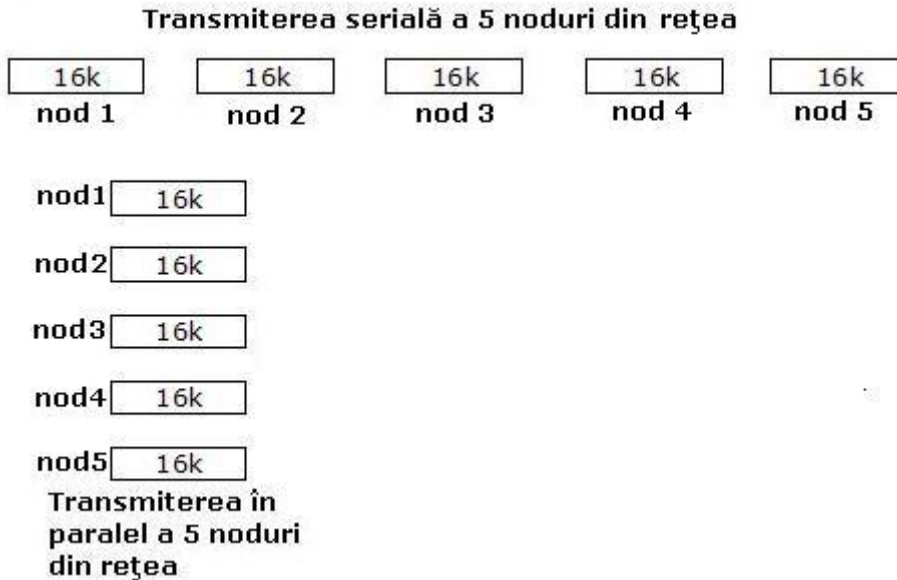 Transmiterea serială a 5 noduri din reţea
16k 16k 16k 16k 16k
nod 1 nod 2 nod 3 nod 4 nod 5
nod1 16k
nod2 16k
nod3 16k
nod4 16k
nod5 16k
Transmiterea în
paralel a 5 noduri
din reţea